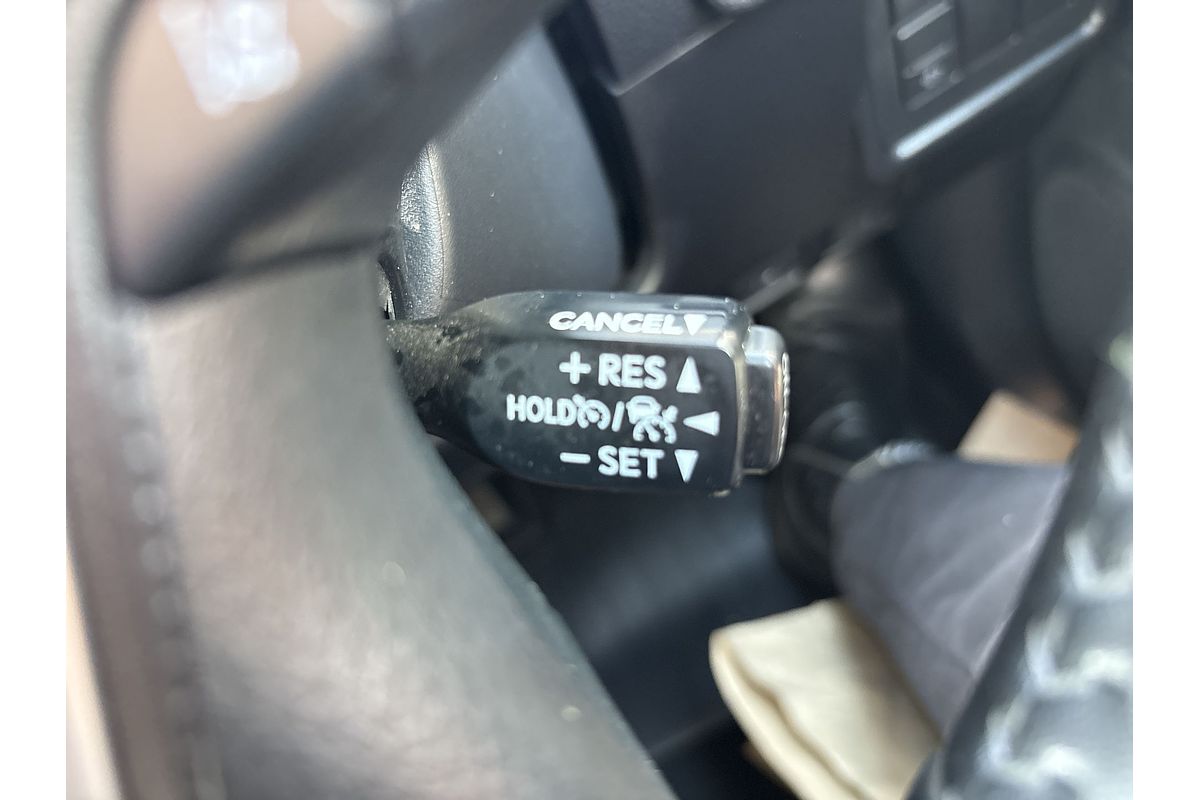 CANCEL▼
+ RES ▲
HOLD / ◀
− SET ▼